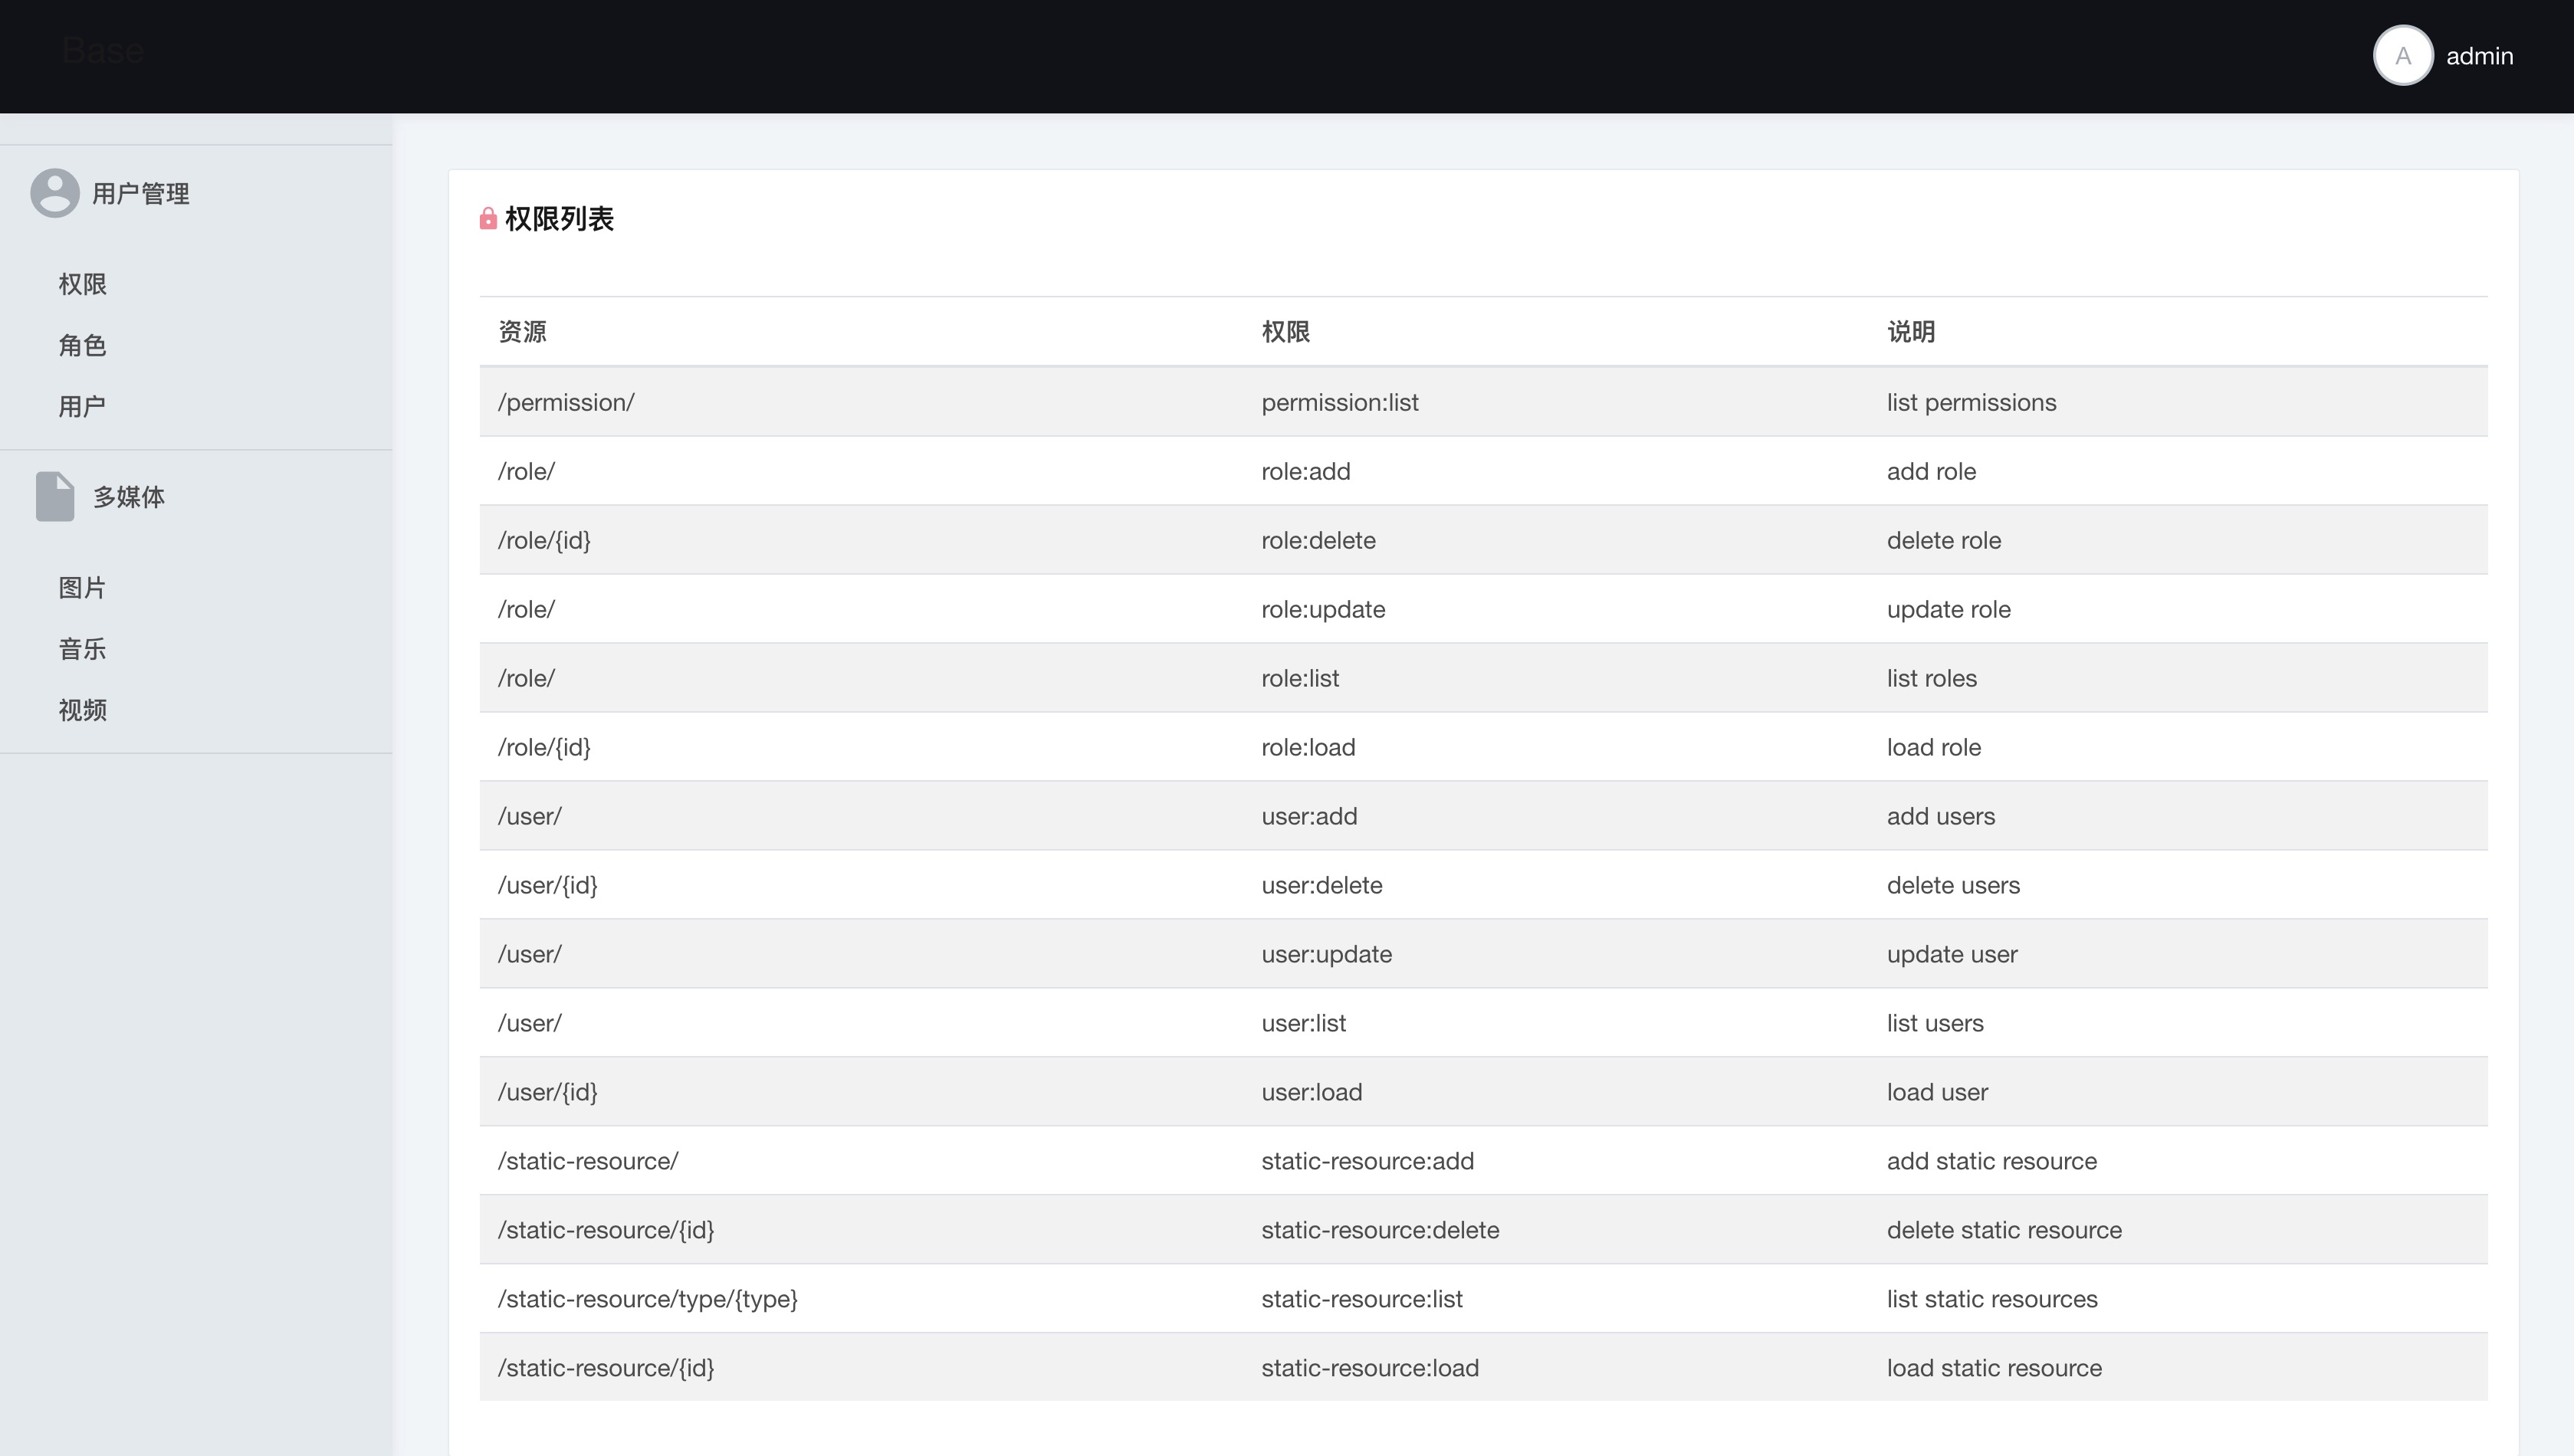 Base
A admin
用户管理
权限
角色
用户
多媒体
图片
音乐
视频
权限列表
资源 权限 说明
/permission/ permission:list list permissions
/role/ role:add add role
/role/{id} role:delete delete role
/role/ role:update update role
/role/ role:list list roles
/role/{id} role:load load role
/user/ user:add add users
/user/{id} user:delete delete users
/user/ user:update update user
/user/ user:list list users
/user/{id} user:load load user
/static-resource/ static-resource:add add static resource
/static-resource/{id} static-resource:delete delete static resource
/static-resource/type/{type} static-resource:list list static resources
/static-resource/{id} static-resource:load load static resource